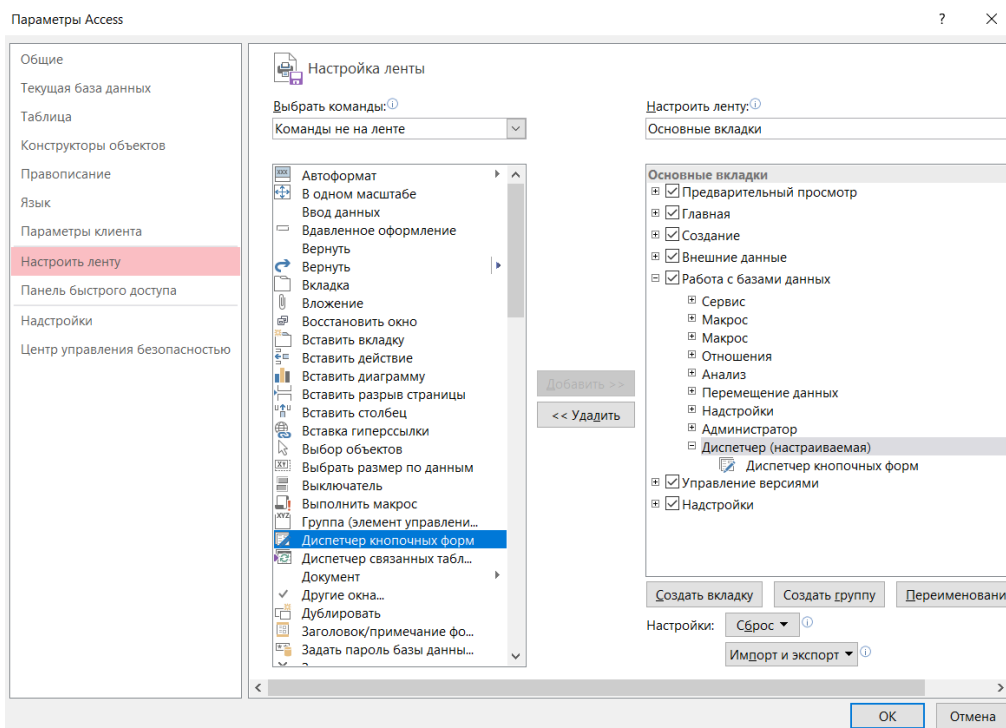 Параметры Access
?
Общие
Текущая база данных
Таблица
Конструкторы объектов
Правописание
Язык
Параметры клиента
Настроить ленту
Панель быстрого доступа
Надстройки
Центр управления безопасностью
Настройка ленты
Выбрать команды:
Команды не на ленте
Автоформат
В одном масштабе
Ввод данных
Вдавленное оформление
Вернуть
Вернуть
Вкладка
Вложение
Восстановить окно
Вставить вкладку
Вставить действие
Вставить диаграмму
Вставить разрыв страницы
Вставить столбец
Вставка гиперссылки
Выбор объектов
Выбрать размер по данным
Выключатель
Выполнить макрос
Группа (элемент управлени...
Диспетчер кнопочных форм
Диспетчер связанных табл...
Документ
Другие окна...
Дублировать
Заголовок/примечание фо...
Задать пароль базы данны...
Добавить >>
<< Удалить
Настроить ленту:
Основные вкладки
Основные вкладки
Предварительный просмотр
Главная
Создание
Внешние данные
Работа с базами данных
Сервис
Макрос
Макрос
Отношения
Анализ
Перемещение данных
Надстройки
Администратор
Диспетчер (настраиваемая)
Диспетчер кнопочных форм
Управление версиями
Надстройки
Создать вкладку
Создать группу
Переименовани
Настройки:
Сброс
Импорт и экспорт
ОК
Отмена